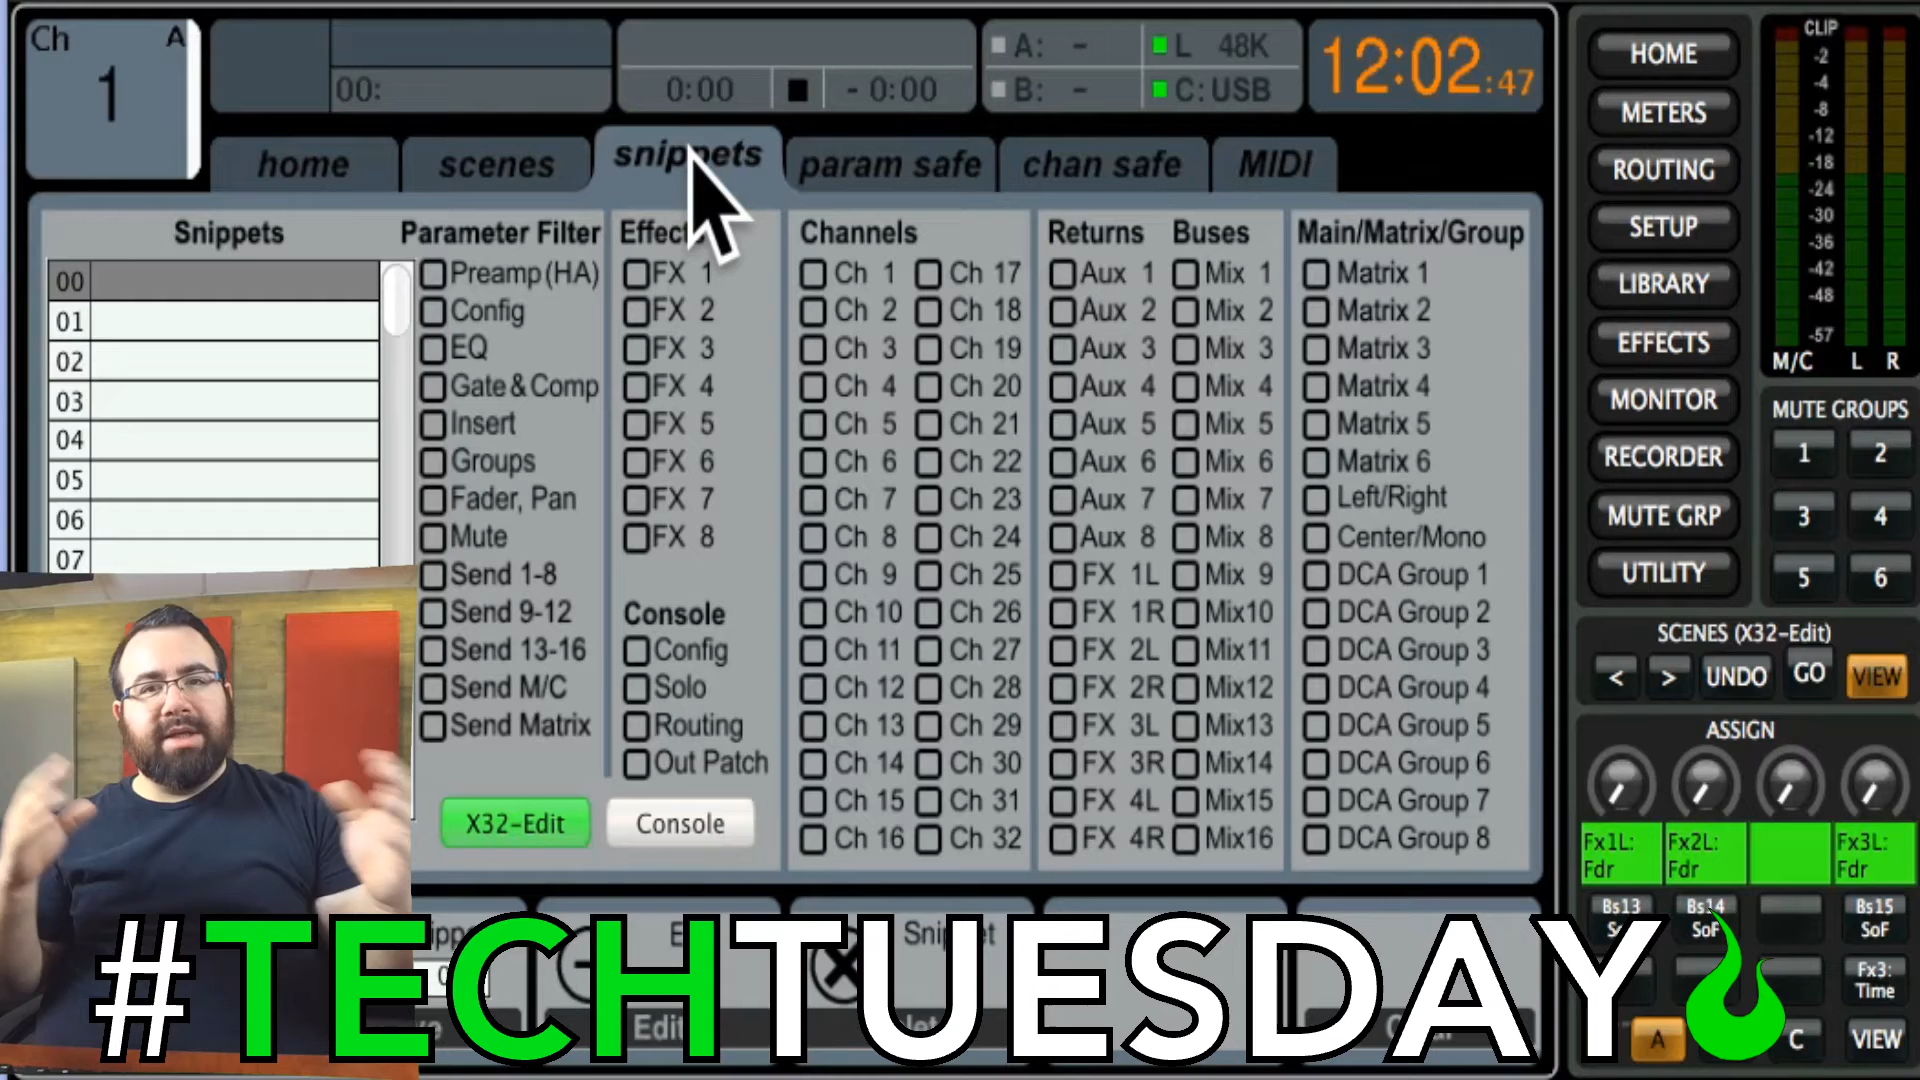 Ch A
1
00:
0:00 - 0:00
A: - L 48K
B: - C: USB
12:02:47
home scenes snippets param safe chan safe MIDI
Snippets
00
01
02
03
04
05
06
07
Parameter Filter
Preamp(HA)
Config
EQ
Gate&Comp
Insert
Groups
Fader, Pan
Mute
Send 1-8
Send 9-12
Send 13-16
Send M/C
Send Matrix
X32-Edit Console
FX 1
FX 2
FX 3
FX 4
FX 5
FX 6
FX 7
FX 8
Console
Config
Solo
Routing
Out Patch
Channels
Ch 1 Ch 17
Ch 2 Ch 18
Ch 3 Ch 19
Ch 4 Ch 20
Ch 5 Ch 21
Ch 6 Ch 22
Ch 7 Ch 23
Ch 8 Ch 24
Ch 9 Ch 25
Ch 10 Ch 26
Ch 11 Ch 27
Ch 12 Ch 28
Ch 13 Ch 29
Ch 14 Ch 30
Ch 15 Ch 31
Ch 16 Ch 32
Returns Buses
Aux 1 Mix 1
Aux 2 Mix 2
Aux 3 Mix 3
Aux 4 Mix 4
Aux 5 Mix 5
Aux 6 Mix 6
Aux 7 Mix 7
Aux 8 Mix 8
FX 1L Mix 9
FX 1R Mix10
FX 2L Mix11
FX 2R Mix12
FX 3L Mix13
FX 3R Mix14
FX 4L Mix15
FX 4R Mix16
Main/Matrix/Group
Matrix 1
Matrix 2
Matrix 3
Matrix 4
Matrix 5
Matrix 6
Left/Right
Center/Mono
DCA Group 1
DCA Group 2
DCA Group 3
DCA Group 4
DCA Group 5
DCA Group 6
DCA Group 7
DCA Group 8
HOME
METERS
ROUTING
SETUP
LIBRARY
EFFECTS
MONITOR
RECORDER
MUTE GRP
UTILITY
CLIP
-2
-4
-8
-12
-18
-24
-30
-36
-42
-48
-57
M/C L R
MUTE GROUPS
1 2
3 4
5 6
SCENES (X32-Edit)
< > UNDO GO VIEW
ASSIGN
Fx1L: Fx2L: Fx3L:
Fdr Fdr Fdr
Bs13 Bs14 Bs15
SoF SoF
Fx3:
Time
A C VIEW
#TECHTUESDAY